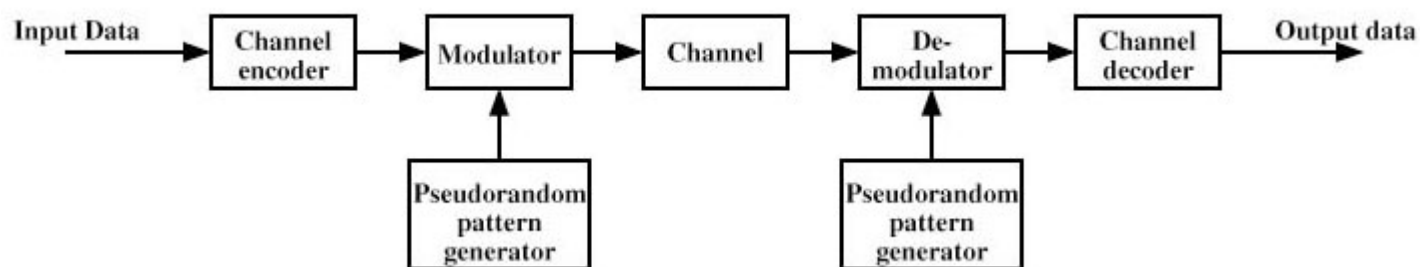 Input Data
Channel
encoder
Modulator
Channel
De-
modulator
Channel
decoder
Output data
Pseudorandom
pattern
generator
Pseudorandom
pattern
generator